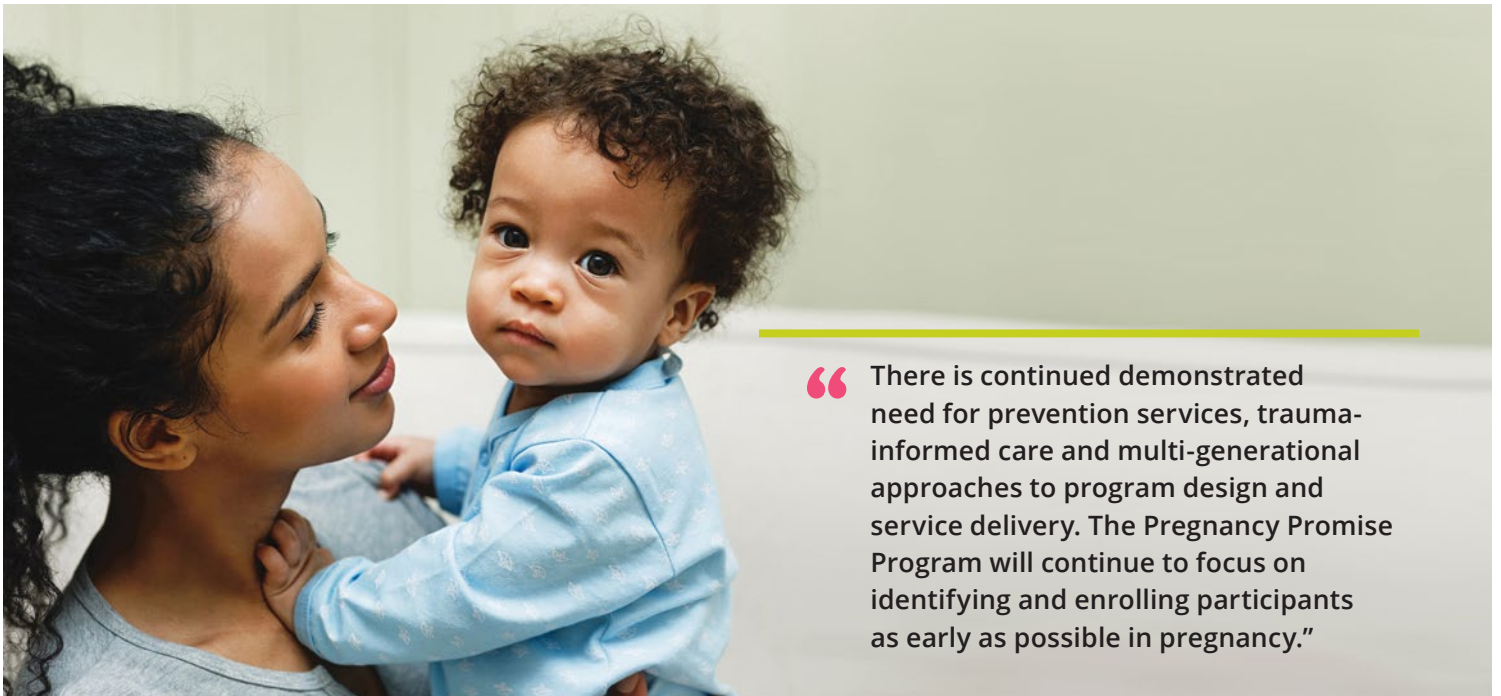 “ There is continued demonstrated
need for prevention services, trauma-
informed care and multi-generational
approaches to program design and
service delivery. The Pregnancy Promise
Program will continue to focus on
identifying and enrolling participants
as early as possible in pregnancy.”